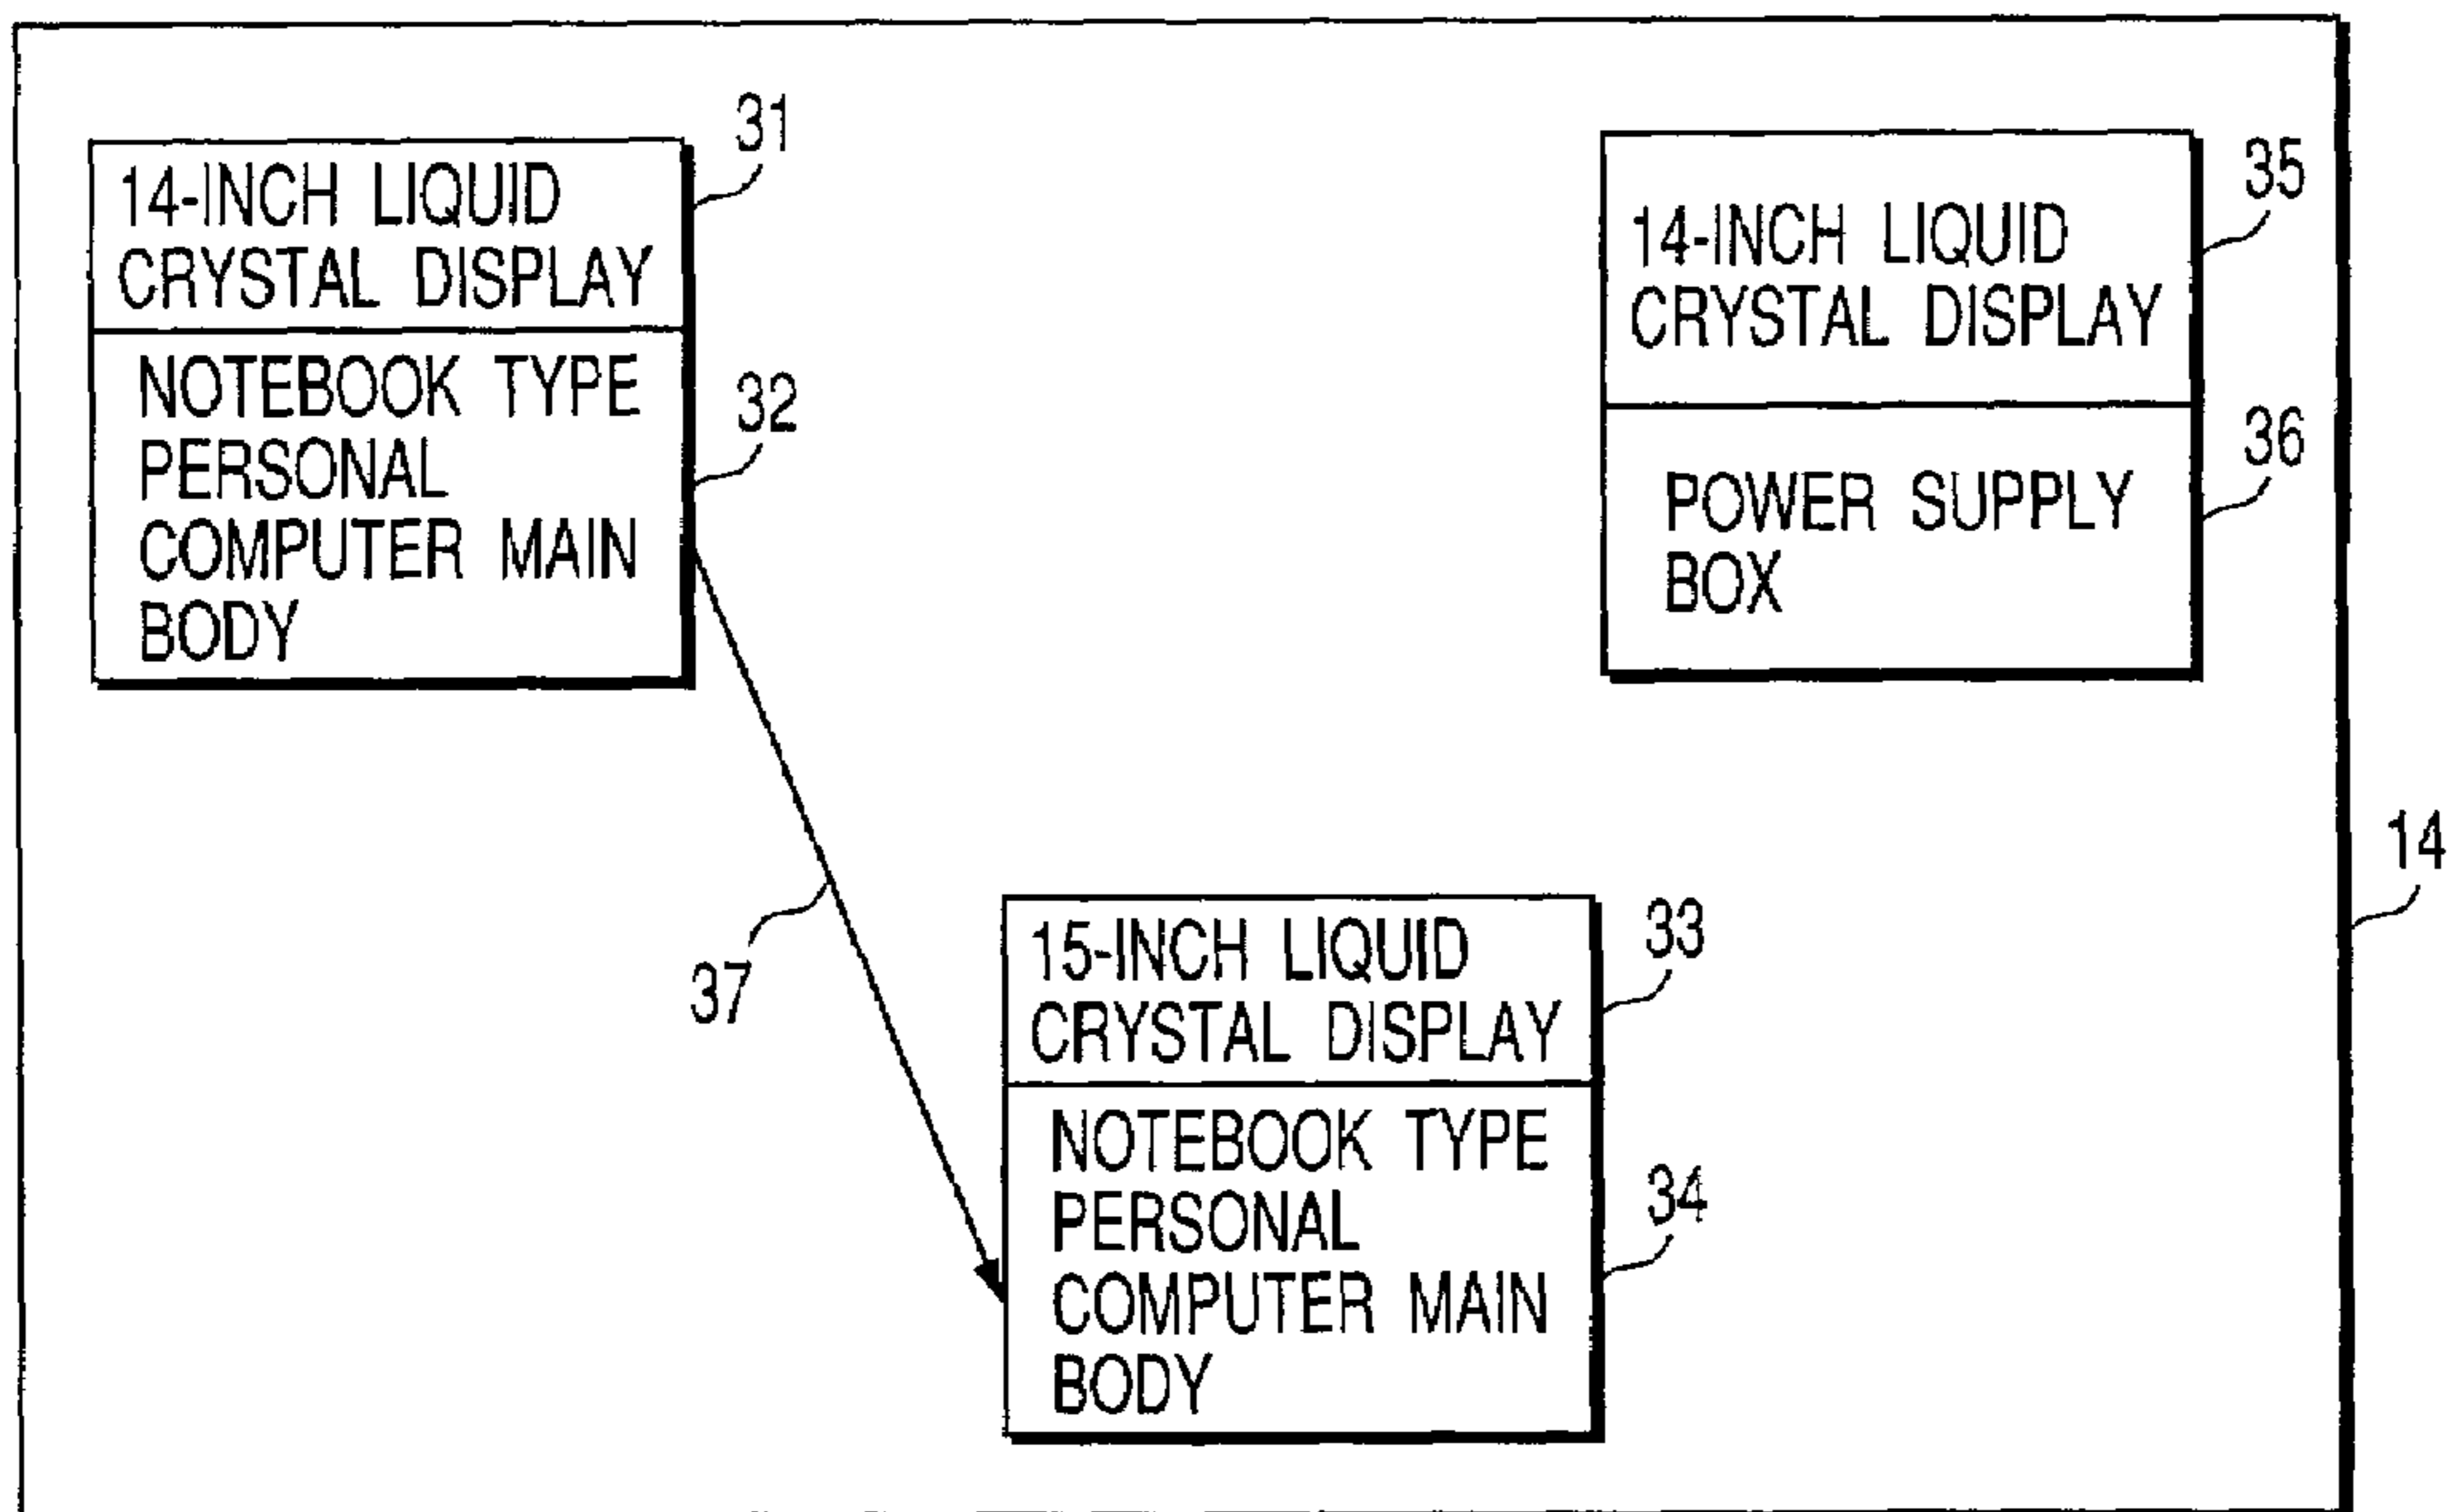 31
14-INCH LIQUID
CRYSTAL DISPLAY
32
NOTEBOOK TYPE
PERSONAL
COMPUTER MAIN
BODY
35
14-INCH LIQUID
CRYSTAL DISPLAY
36
POWER SUPPLY
BOX
14
37
33
15-INCH LIQUID
CRYSTAL DISPLAY
34
NOTEBOOK TYPE
PERSONAL
COMPUTER MAIN
BODY